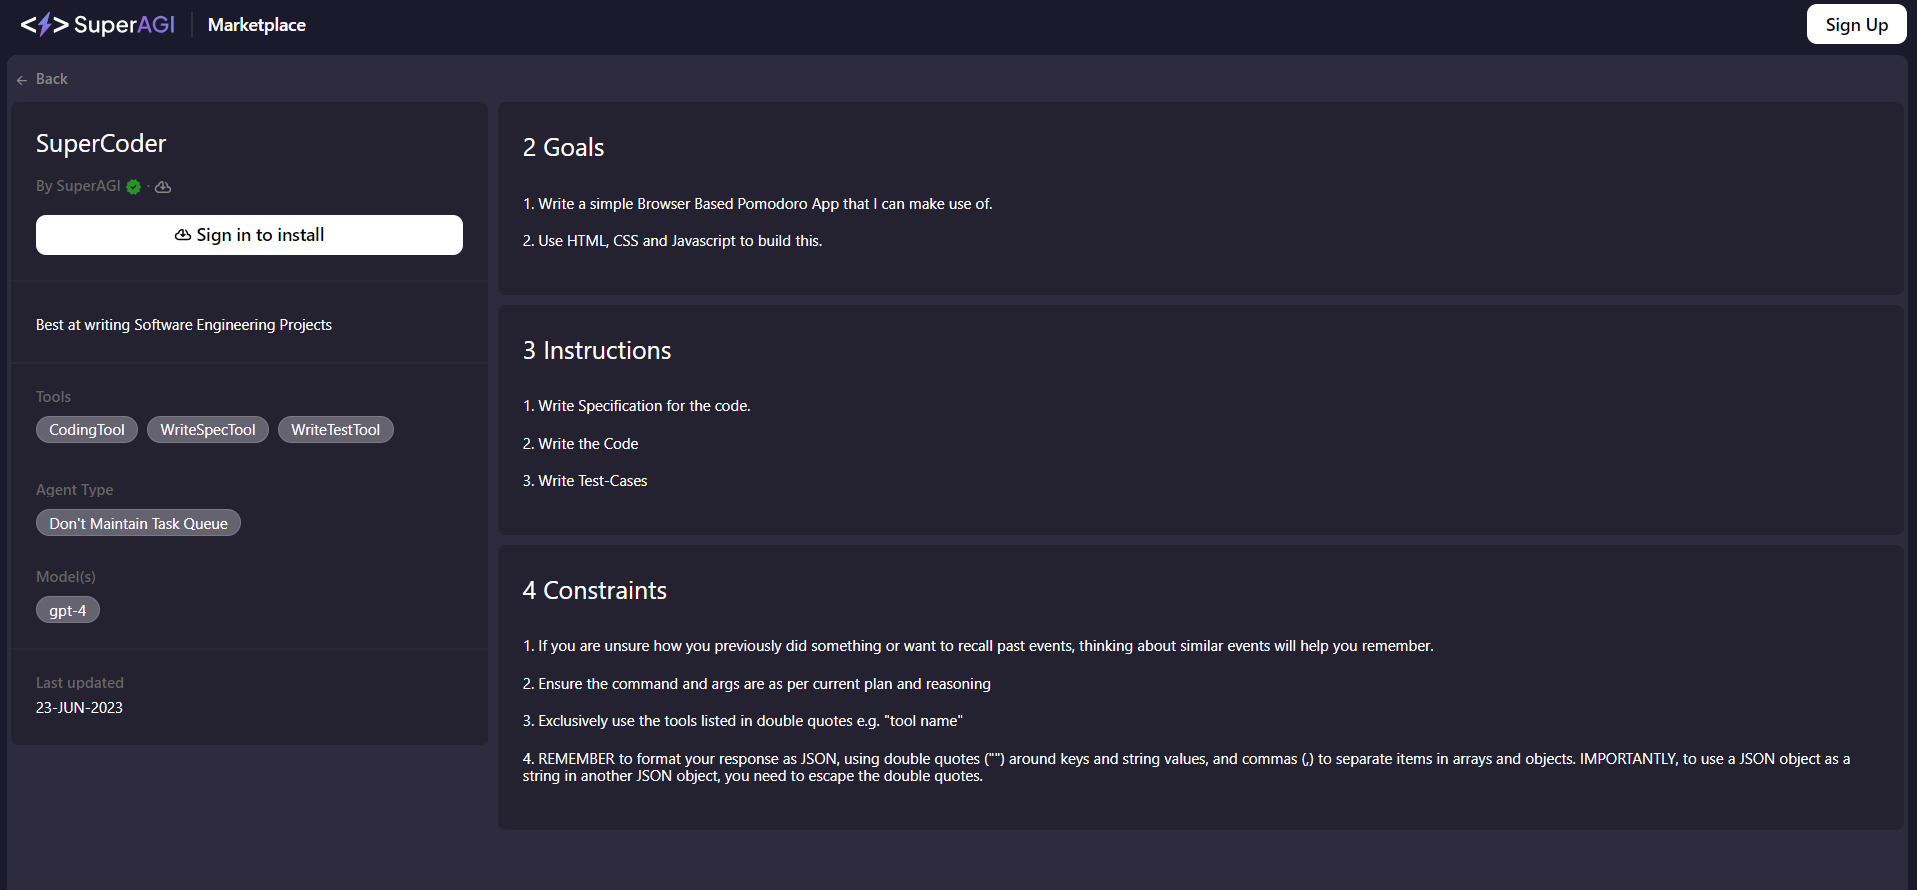 SuperAGI
Marketplace
Sign Up
← Back
SuperCoder
By SuperAGI ·
Sign in to install
Best at writing Software Engineering Projects
Tools
CodingTool WriteSpecTool WriteTestTool
Agent Type
Don't Maintain Task Queue
Model(s)
gpt-4
Last updated
23-JUN-2023
2 Goals
1. Write a simple Browser Based Pomodoro App that I can make use of.
2. Use HTML, CSS and Javascript to build this.
3 Instructions
1. Write Specification for the code.
2. Write the Code
3. Write Test-Cases
4 Constraints
1. If you are unsure how you previously did something or want to recall past events, thinking about similar events will help you remember.
2. Ensure the command and args are as per current plan and reasoning
3. Exclusively use the tools listed in double quotes e.g. "tool name"
4. REMEMBER to format your response as JSON, using double quotes ("") around keys and string values, and commas (,) to separate items in arrays and objects. IMPORTANTLY, to use a JSON object as a
string in another JSON object, you need to escape the double quotes.